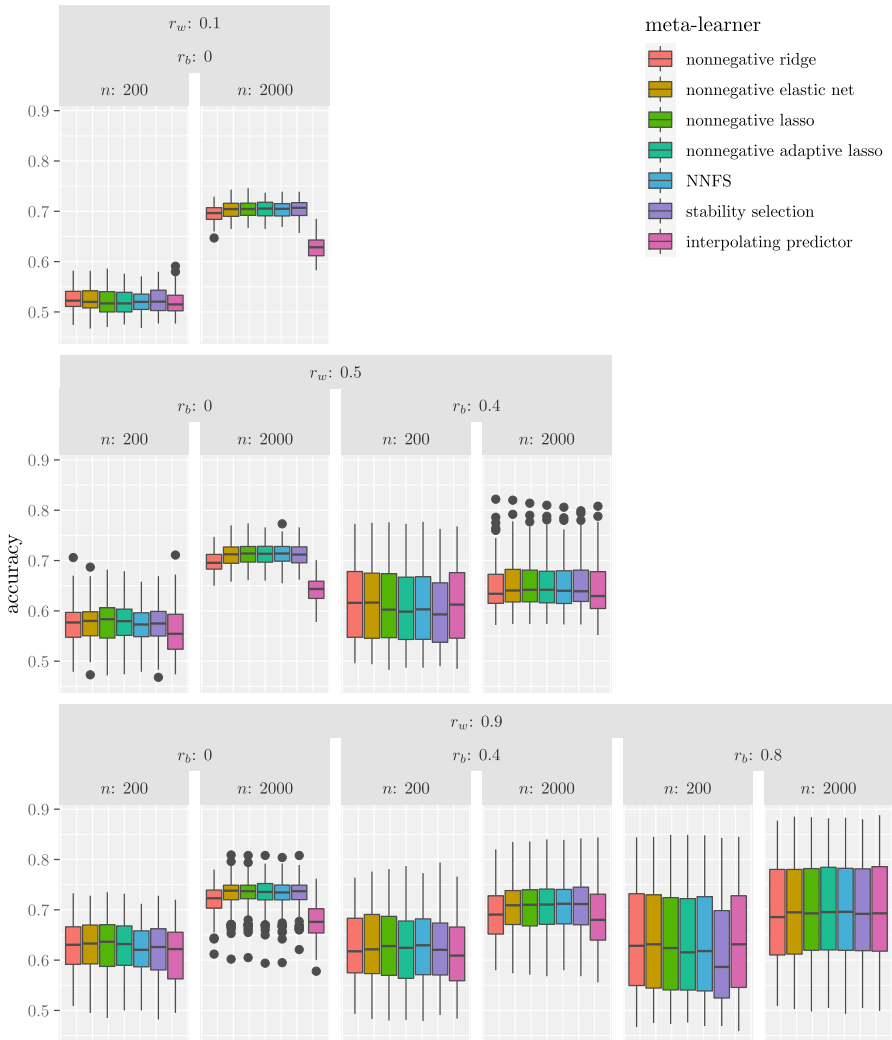 r_w: 0.1
r_b: 0
n: 200
n: 2000
0.9
0.8
0.7
0.6
0.5
meta-learner
nonnegative ridge
nonnegative elastic net
nonnegative lasso
nonnegative adaptive lasso
NNFS
stability selection
interpolating predictor
accuracy
r_w: 0.5
r_b: 0
r_b: 0.4
n: 200
n: 2000
n: 200
n: 2000
0.9
0.8
0.7
0.6
0.5
r_w: 0.9
r_b: 0
r_b: 0.4
r_b: 0.8
n: 200
n: 2000
n: 200
n: 2000
n: 200
n: 2000
0.9
0.8
0.7
0.6
0.5